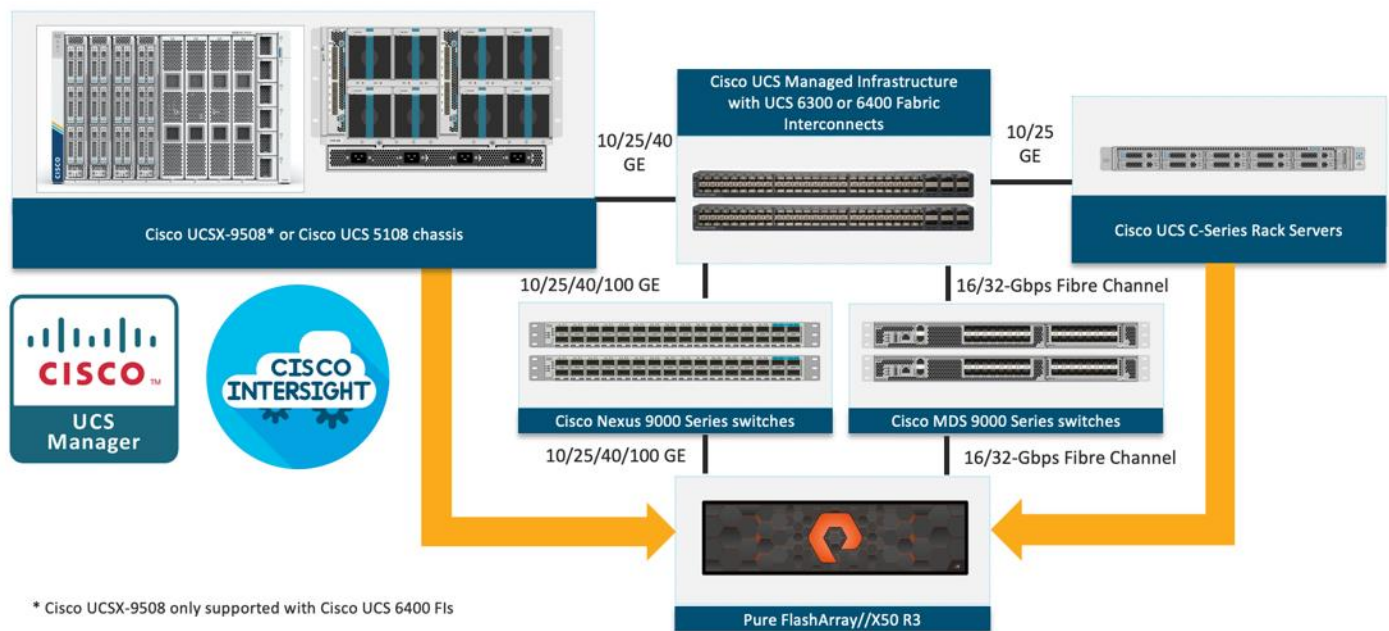 Cisco UCS Managed Infrastructure
with UCS 6300 or 6400 Fabric
Interconnects
10/25/40
GE
10/25
GE
CISCO
Cisco UCSX-9508* or Cisco UCS 5108 chassis
Cisco UCS C-Series Rack Servers
10/25/40/100 GE
16/32-Gbps Fibre Channel
CISCO™
UCS
Manager
CISCO
INTERSIGHT
Cisco Nexus 9000 Series switches
Cisco MDS 9000 Series switches
10/25/40/100 GE
16/32-Gbps Fibre Channel
* Cisco UCSX-9508 only supported with Cisco UCS 6400 FIs
Pure FlashArray//X50 R3